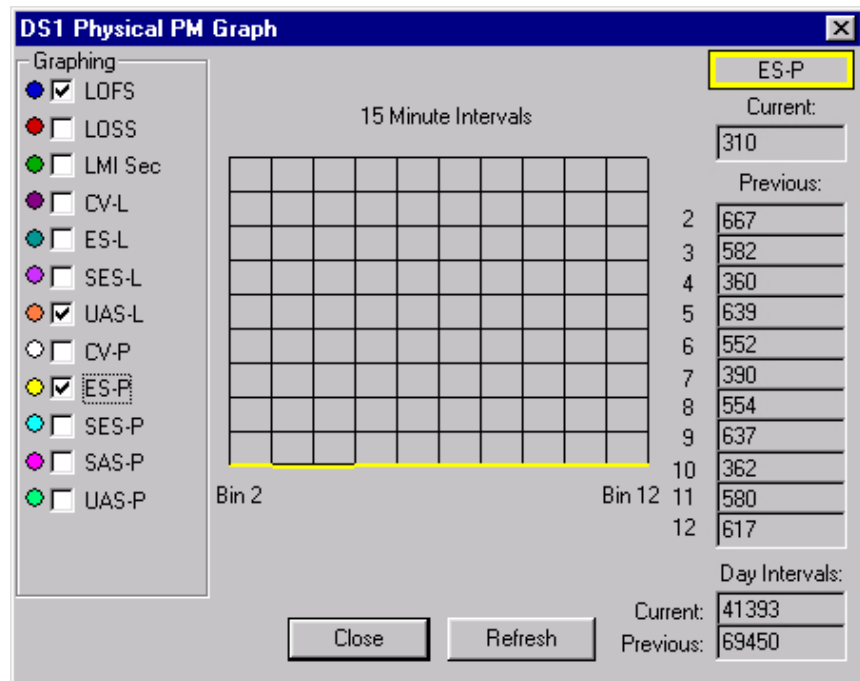 DS1 Physical PM Graph
Graphing
LOFS
LOSS
LMI Sec
CV-L
ES-L
SES-L
UAS-L
CV-P
ES-P
SES-P
SAS-P
UAS-P
15 Minute Intervals
Bin 2
Bin 12
ES-P
Current:
310
Previous:
2 667
3 582
4 360
5 639
6 552
7 390
8 554
9 637
10 362
11 580
12 617
Day Intervals:
Current: 41393
Previous: 69450
Close
Refresh